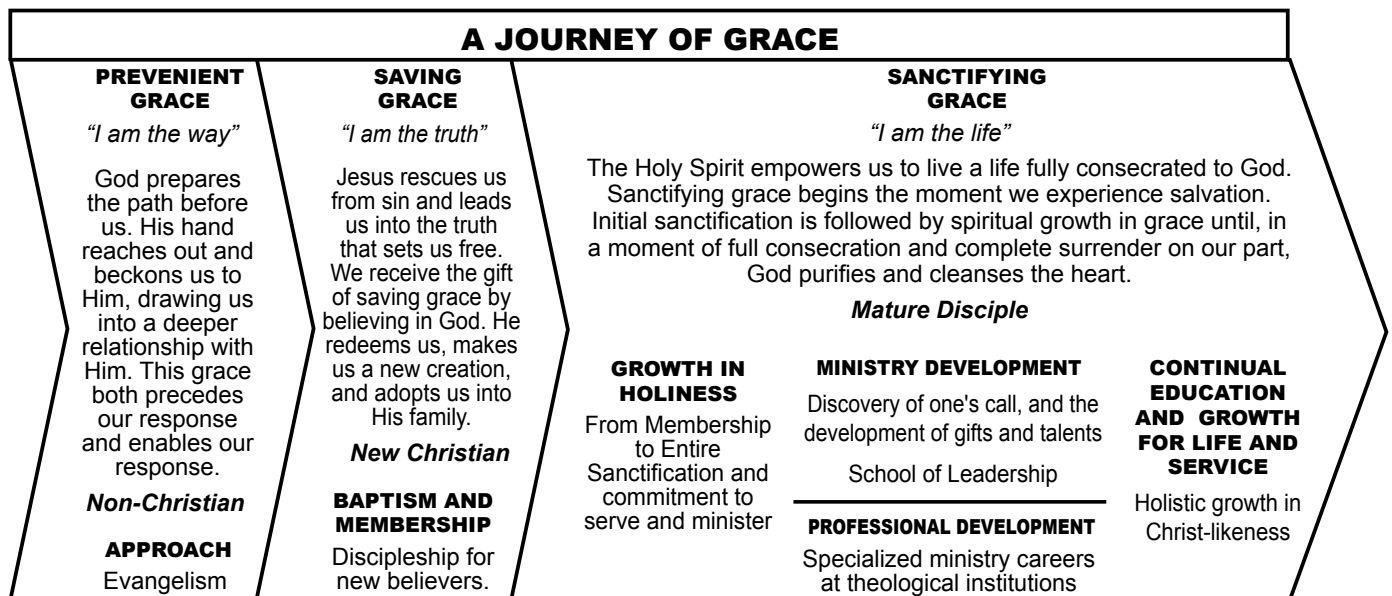 A JOURNEY OF GRACE
PREVENIENT
GRACE
“I am the way”
God prepares
the path before
us. His hand
reaches out and
beckons us to
Him, drawing us
into a deeper
relationship with
Him. This grace
both precedes
our response
and enables our
response.
Non-Christian
APPROACH
Evangelism
SAVING
GRACE
“I am the truth”
Jesus rescues us
from sin and leads
us into the truth
that sets us free.
We receive the gift
of saving grace by
believing in God. He
redeems us, makes
us a new creation,
and adopts us into
His family.
New Christian
BAPTISM AND
MEMBERSHIP
Discipleship for
new believers.
SANCTIFYING
GRACE
“I am the life”
The Holy Spirit empowers us to live a life fully consecrated to God.
Sanctifying grace begins the moment we experience salvation.
Initial sanctification is followed by spiritual growth in grace until, in
a moment of full consecration and complete surrender on our part,
God purifies and cleanses the heart.
Mature Disciple
GROWTH IN
HOLINESS
From Membership
to Entire
Sanctification and
commitment to
serve and minister
MINISTRY DEVELOPMENT
Discovery of one's call, and the
development of gifts and talents
School of Leadership
PROFESSIONAL DEVELOPMENT
Specialized ministry careers
at theological institutions
CONTINUAL
EDUCATION
AND GROWTH
FOR LIFE AND
SERVICE
Holistic growth in
Christ-likeness